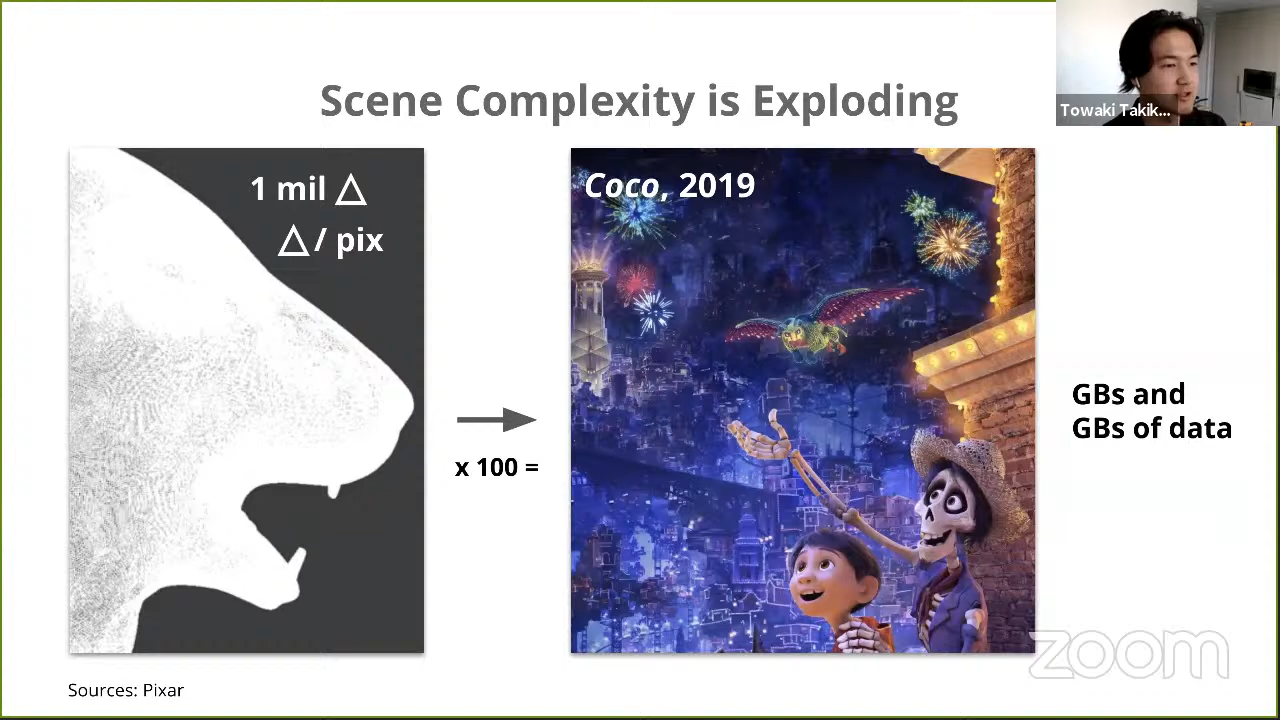 Scene Complexity is Exploding
Towaki Takik...
1 mil △
△ / pix
Coco, 2019
x 100 =
GBs and
GBs of data
zoom
Sources: Pixar